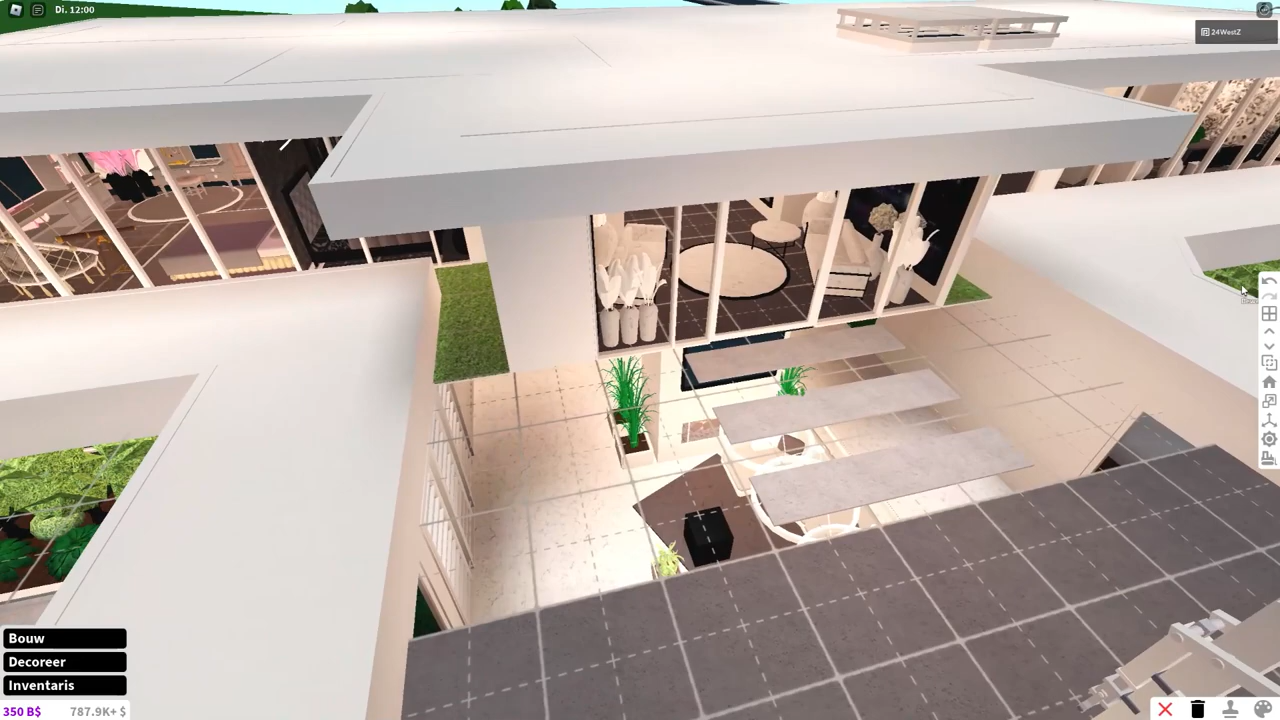 Di. 12:00
24WestZ
Bouw
Decoreer
Inventaris
350 B$ 787.9K+ $